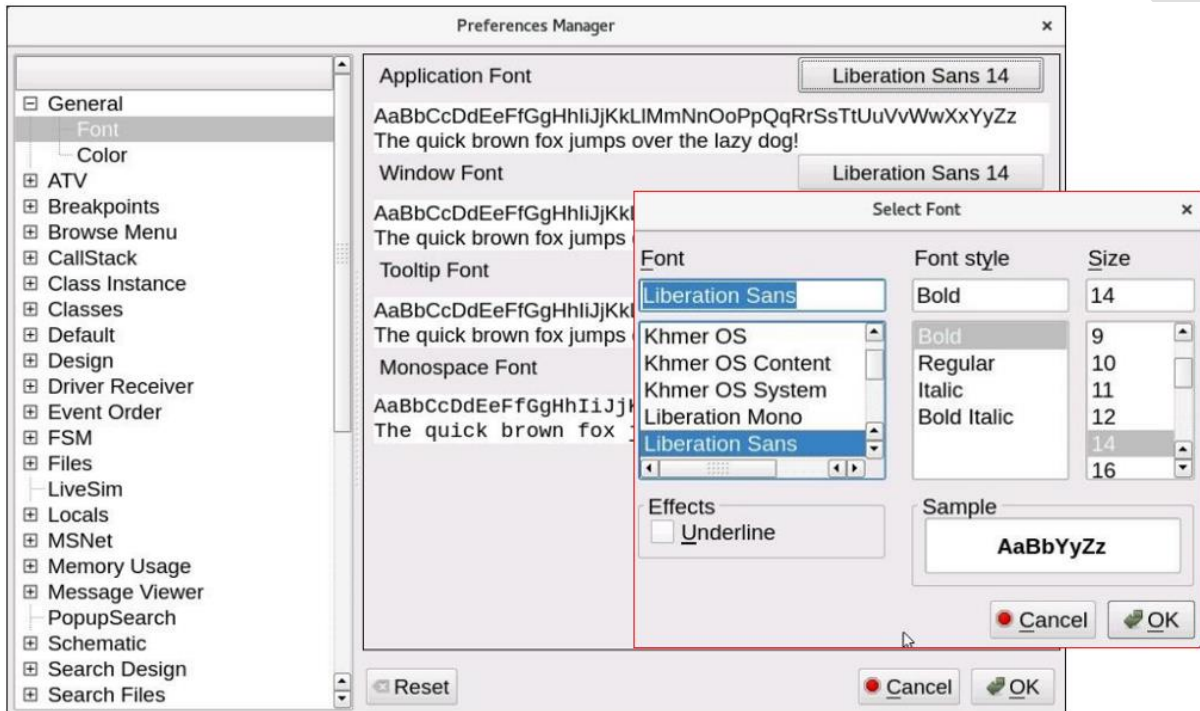 Preferences Manager
General
Font
Color
ATV
Breakpoints
Browse Menu
CallStack
Class Instance
Classes
Default
Design
Driver Receiver
Event Order
FSM
Files
LiveSim
Locals
MSNet
Memory Usage
Message Viewer
PopupSearch
Schematic
Search Design
Search Files
Application Font
Liberation Sans 14
AaBbCcDdEeFfGgHhIiJjKkLlMmNnOoPpQqRrSsTtUuVvWwXxYyZz
The quick brown fox jumps over the lazy dog!
Window Font
Liberation Sans 14
AaBbCcDdEeFfGgHhIiJjKk
The quick brown fox jumps
Tooltip Font
AaBbCcDdEeFfGgHhIiJjKk
The quick brown fox jumps
Monospace Font
AaBbCcDdEeFfGgHhIiJj
The quick brown fox
Reset
Cancel
OK
Select Font
Font
Liberation Sans
Khmer OS
Khmer OS Content
Khmer OS System
Liberation Mono
Liberation Sans
Font style
Bold
Bold
Regular
Italic
Bold Italic
Size
14
9
10
11
12
14
16
Effects
Underline
Sample
AaBbYyZz
Cancel
OK